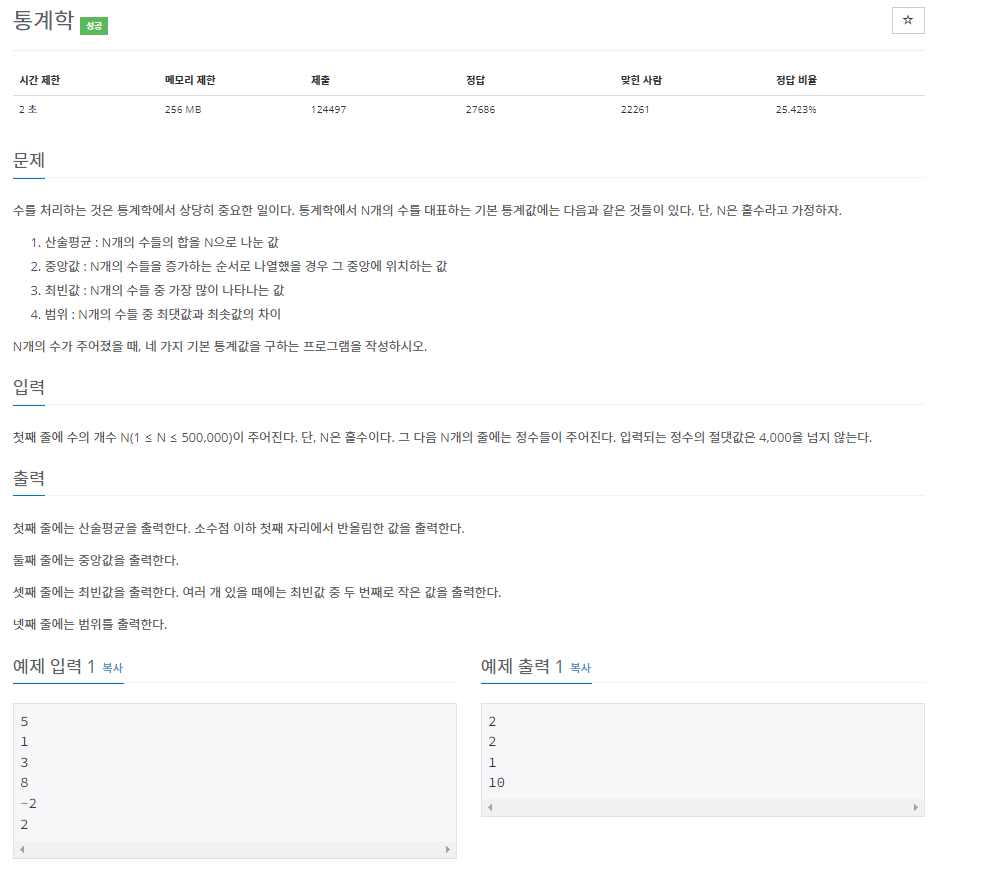 통계학 성공
☆
시간 제한 메모리 제한 제출 정답 맞힌 사람 정답 비율
2 초 256 MB 124497 27686 22261 25.423%
문제
수를 처리하는 것은 통계학에서 상당히 중요한 일이다. 통계학에서 N개의 수를 대표하는 기본 통계값에는 다음과 같은 것들이 있다. 단, N은 홀수라고 가정하자.
1. 산술평균 : N개의 수들의 합을 N으로 나눈 값
2. 중앙값 : N개의 수들을 증가하는 순서로 나열했을 경우 그 중앙에 위치하는 값
3. 최빈값 : N개의 수들 중 가장 많이 나타나는 값
4. 범위 : N개의 수들 중 최댓값과 최솟값의 차이
N개의 수가 주어졌을 때, 네 가지 기본 통계값을 구하는 프로그램을 작성하시오.
입력
첫째 줄에 수의 개수 N(1 ≤ N ≤ 500,000)이 주어진다. 단, N은 홀수이다. 그 다음 N개의 줄에는 정수들이 주어진다. 입력되는 정수의 절댓값은 4,000을 넘지 않는다.
출력
첫째 줄에는 산술평균을 출력한다. 소수점 이하 첫째 자리에서 반올림한 값을 출력한다.
둘째 줄에는 중앙값을 출력한다.
셋째 줄에는 최빈값을 출력한다. 여러 개 있을 때에는 최빈값 중 두 번째로 작은 값을 출력한다.
넷째 줄에는 범위를 출력한다.
예제 입력 1 복사
5
1
3
8
-2
2
예제 출력 1 복사
2
2
1
10